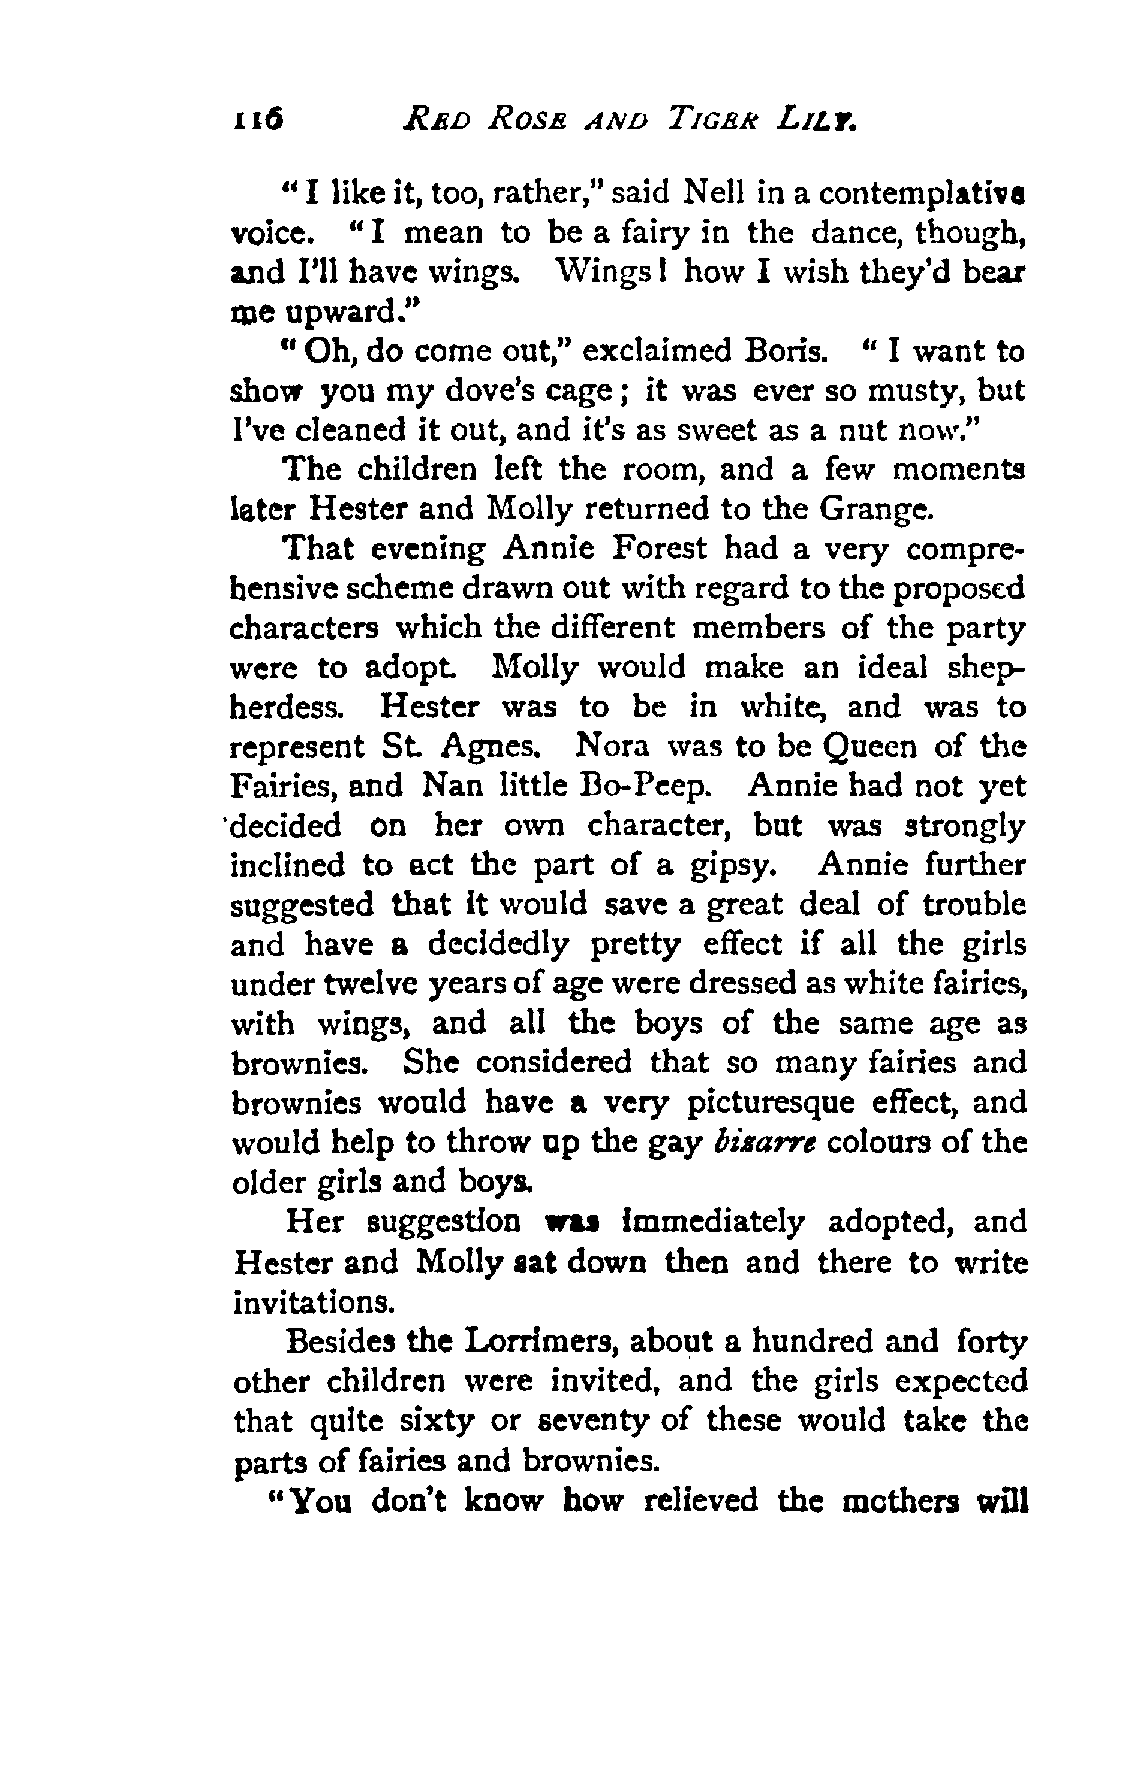 116 RED ROSE AND TIGER LILY.
" I like it, too, rather," said Nell in a contemplative
voice. " I mean to be a fairy in the dance, though,
and I'll have wings. Wings! how I wish they'd bear
me upward."
" Oh, do come out," exclaimed Boris. " I want to
show you my dove's cage ; it was ever so musty, but
I've cleaned it out, and it's as sweet as a nut now."
The children left the room, and a few moments
later Hester and Molly returned to the Grange.
That evening Annie Forest had a very compre-
hensive scheme drawn out with regard to the proposed
characters which the different members of the party
were to adopt. Molly would make an ideal shep-
herdess. Hester was to be in white, and was to
represent St. Agnes. Nora was to be Queen of the
Fairies, and Nan little Bo-Peep. Annie had not yet
decided on her own character, but was strongly
inclined to act the part of a gipsy. Annie further
suggested that it would save a great deal of trouble
and have a decidedly pretty effect if all the girls
under twelve years of age were dressed as white fairies,
with wings, and all the boys of the same age as
brownies. She considered that so many fairies and
brownies would have a very picturesque effect, and
would help to throw up the gay bizarre colours of the
older girls and boys.
Her suggestion was immediately adopted, and
Hester and Molly sat down then and there to write
invitations.
Besides the Lorrimers, about a hundred and forty
other children were invited, and the girls expected
that quite sixty or seventy of these would take the
parts of fairies and brownies.
" You don't know how relieved the mothers will